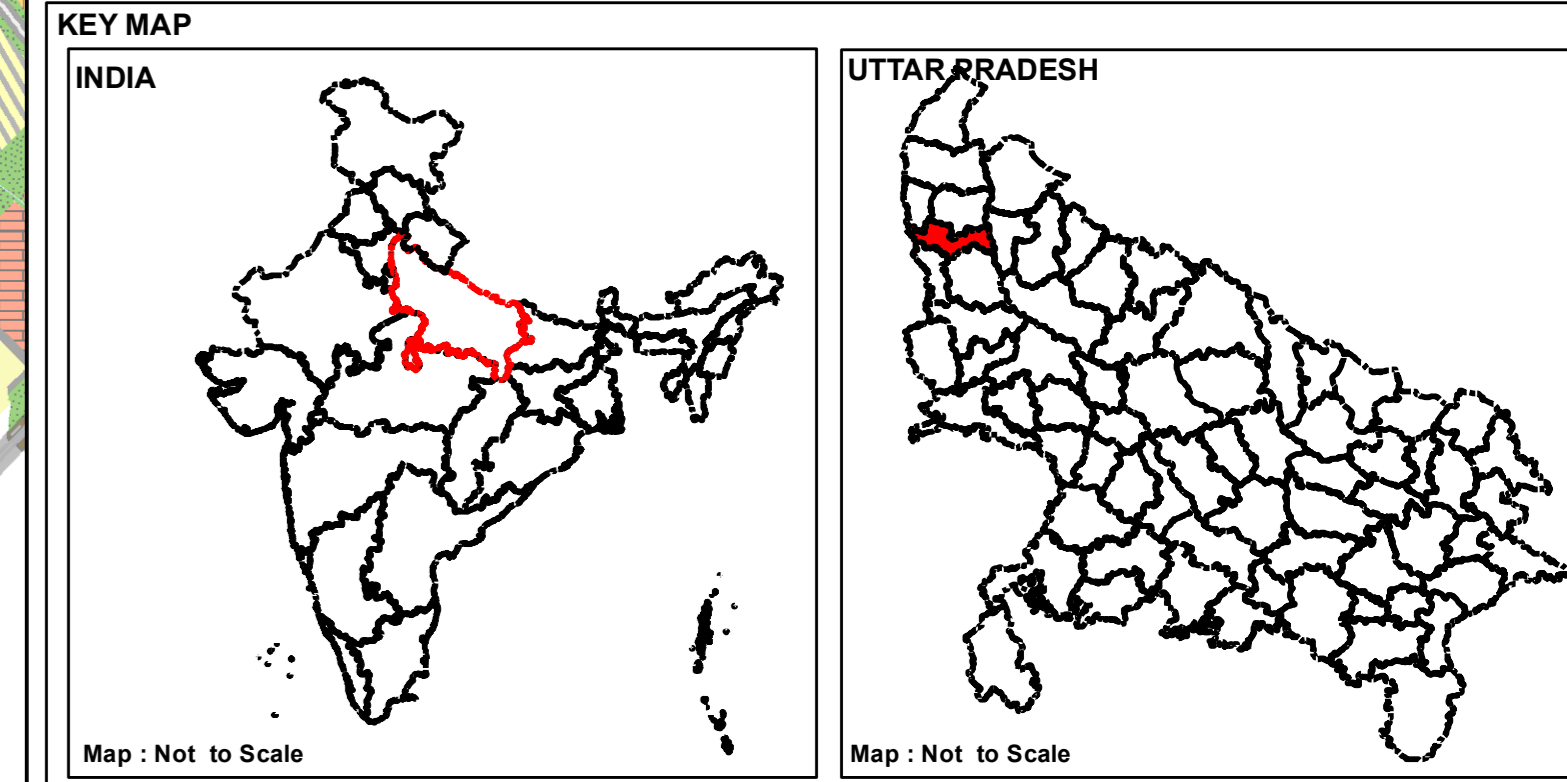 KEY MAP
INDIA
UTTAR PRADESH
Map : Not to Scale
Map : Not to Scale